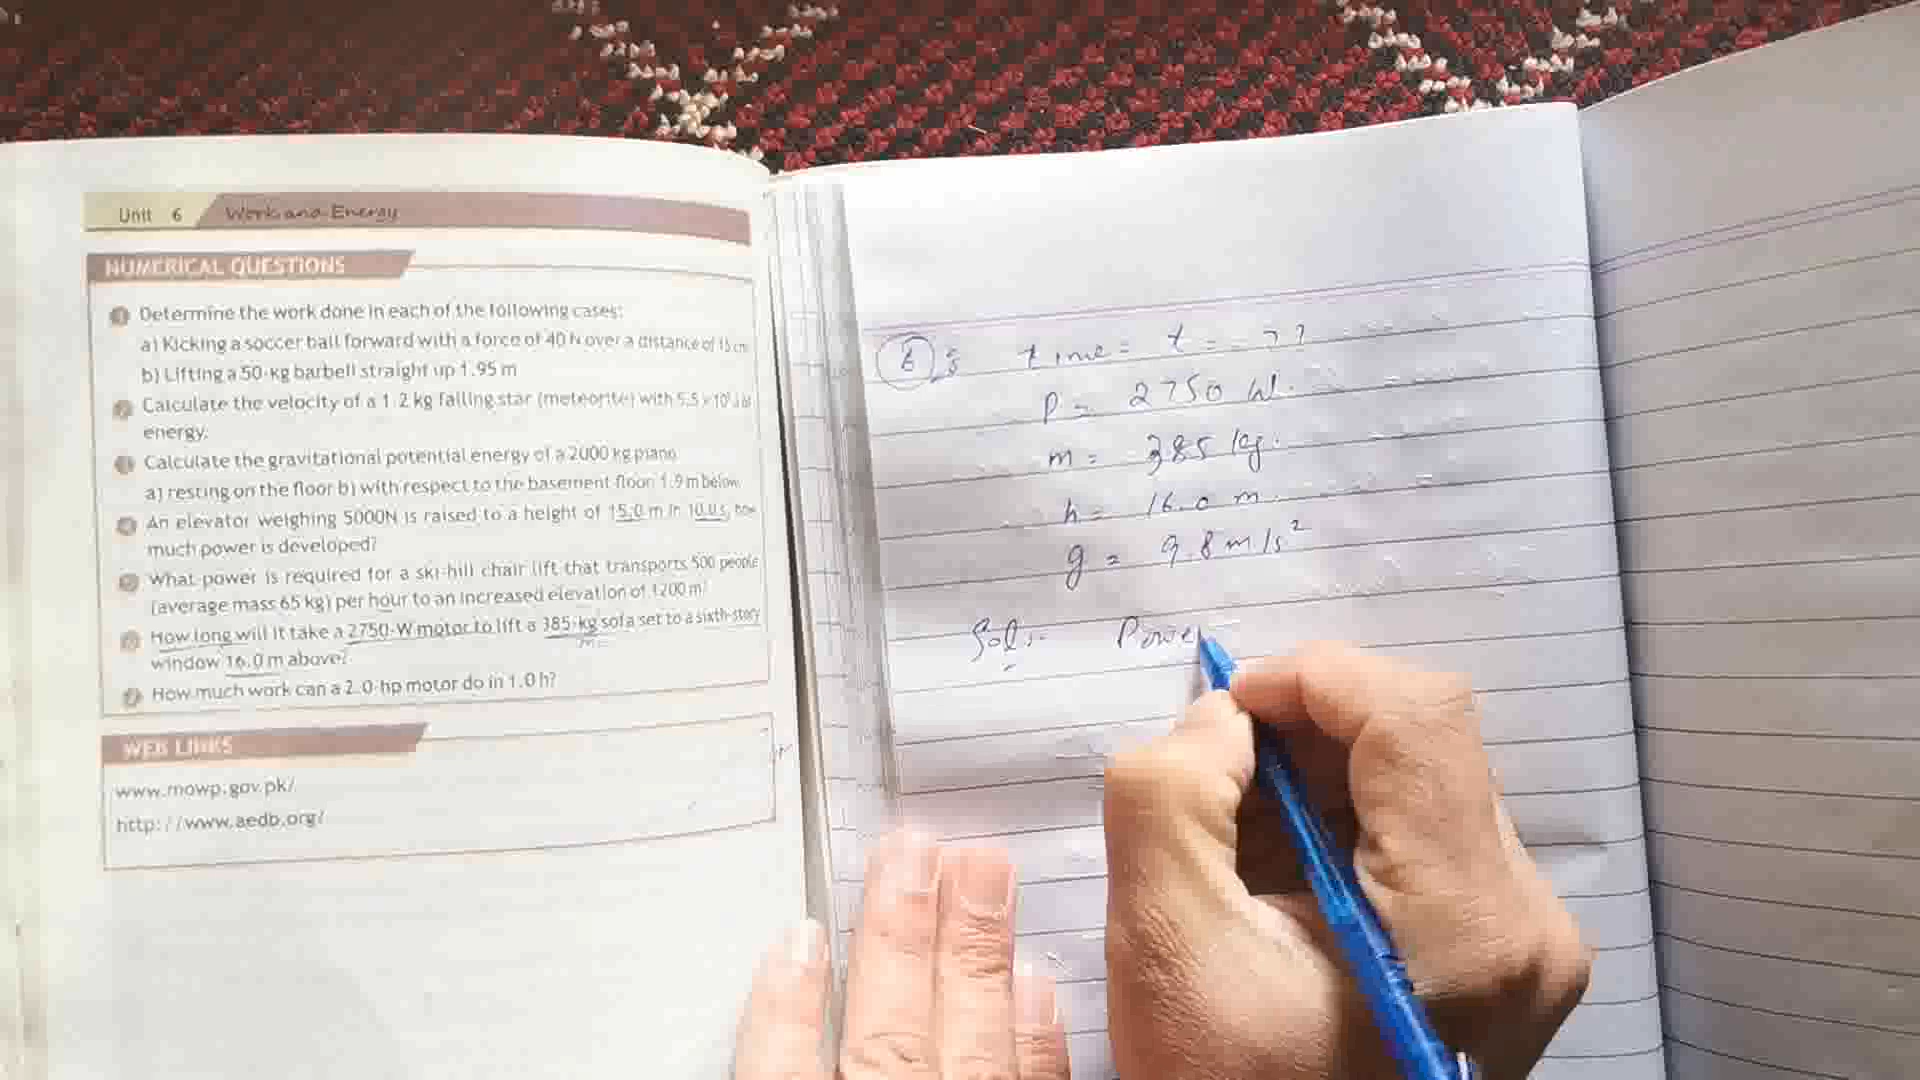 Unit 6 Work and Energy
NUMERICAL QUESTIONS
1 Determine the work done in each of the following cases:
a) Kicking a soccer ball forward with a force of 40 N over a distance of 15 cm
b) Lifting a 50-kg barbell straight up 1.95 m
2 Calculate the velocity of a 1.2 kg falling star (meteorite) with 5.5 × 10 of
energy.
3 Calculate the gravitational potential energy of a 2000 kg piano
a) resting on the floor b) with respect to the basement floor 1.9 m below.
4 An elevator weighing 5000N is raised to a height of 15.0 m in 10.0 s, how
much power is developed?
5 What power is required for a ski-hill chair lift that transports 500 people
(average mass 65 kg) per hour to an increased elevation of 1200 m?
6 How long will it take a 2750-W motor to lift a 385-kg sofa set to a sixth-story
m=
window 16.0 m above?
7 How much work can a 2.0 hp motor do in 1.0 h?
WEB LINKS
www.mowp.gov.pk/
http://www.aedb.org/
6 : time = t = ??
P = 2750 W.
m = 385 kg.
h = 16.0 m.
g = 9.8 m/s²
Sol:- Power